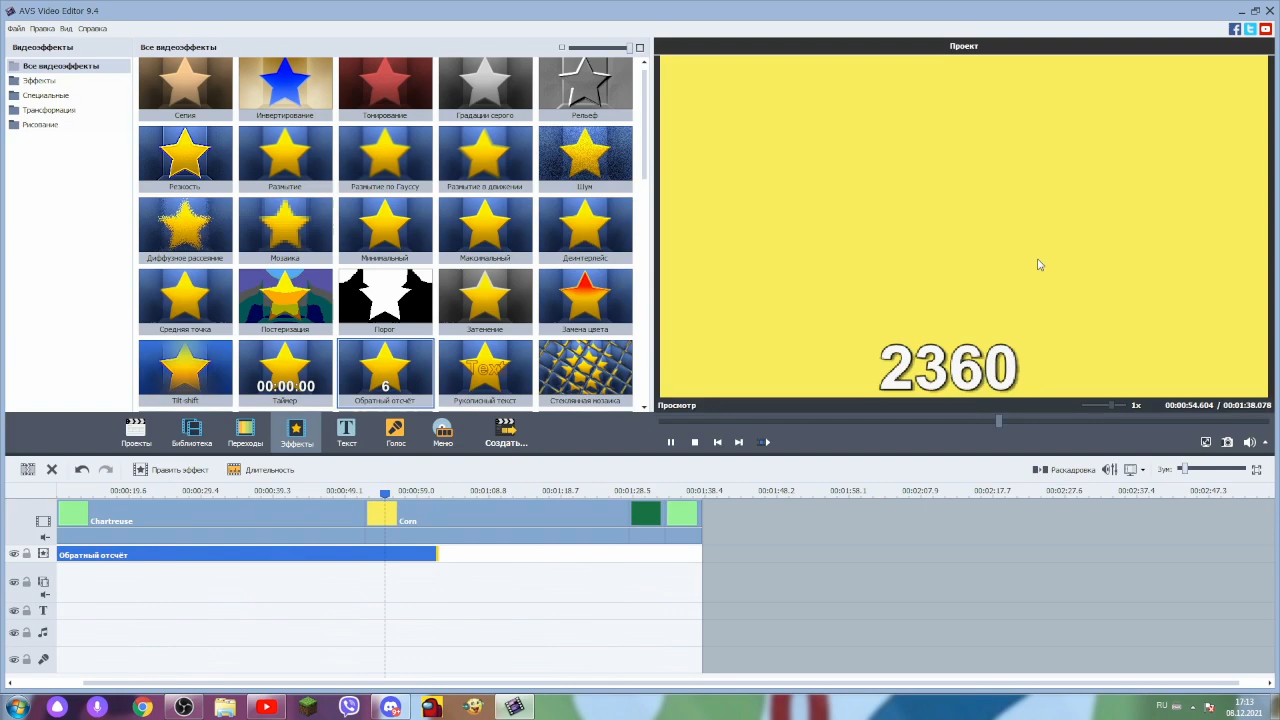 AVS Video Editor 9.4
Файл Правка Вид Справка
Видеоэффекты
Все видеоэффекты
Проект
Все видеоэффекты
Эффекты
Специальные
Трансформация
Рисование
Сепия Инвертирование Тонирование Градации серого Рельеф
Резкость Размытие Размытие по Гауссу Размытие в движении Шум
Диффузное рассеяние Мозаика Минимальный Максимальный Деинтерлейс
Средняя точка Постеризация Порог Затенение Замена цвета
00:00:00 6 Text
Tilt-shift Таймер Обратный отсчёт Рукописный текст Стеклянная мозаика
2360
Просмотр 1x 00:00:54.604 / 00:01:38.078
Проекты Библиотека Переходы Эффекты Текст Голос Меню Создать...
Править эффект Длительность Раскадровка Зум:
00:00:19.6 00:00:29.4 00:00:39.3 00:00:49.1 00:00:59.0 00:01:08.8 00:01:18.7 00:01:28.5 00:01:38.4 00:01:48.2 00:01:58.1 00:02:07.9 00:02:17.7 00:02:27.6 00:02:37.4 00:02:47.3
Chartreuse Corn
Обратный отсчёт
T
RU 17:13
08.12.2021